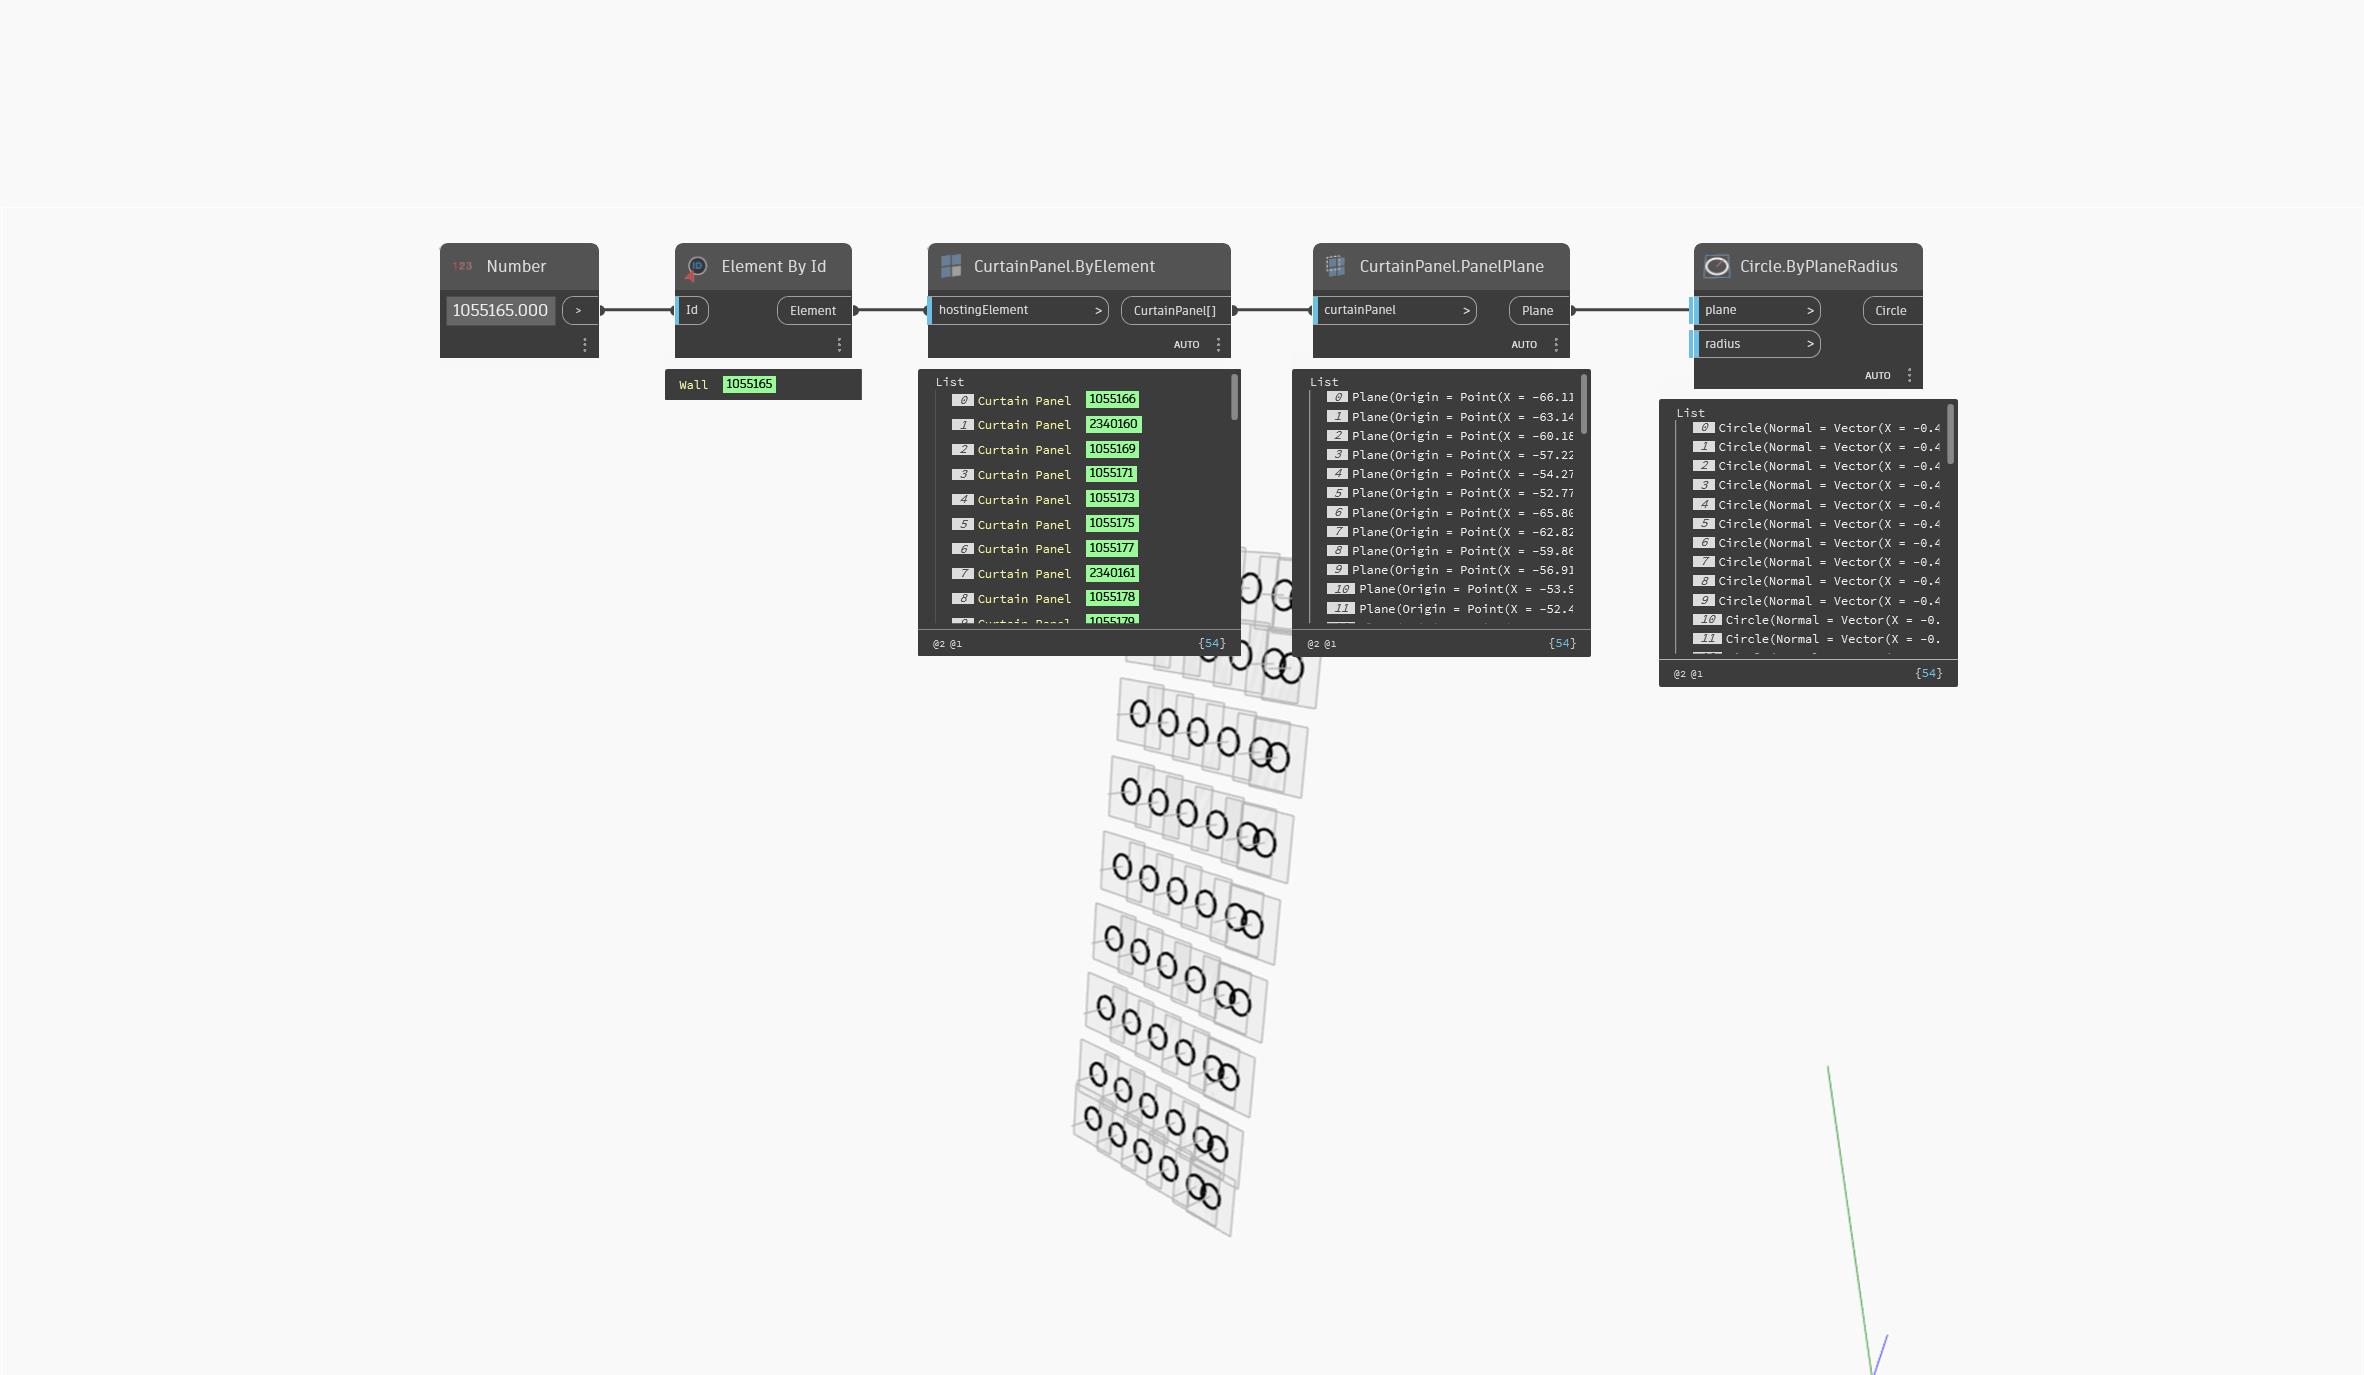 123 Number
1055165.000 >
ID Element By Id
Id Element
Wall 1055165
CurtainPanel.ByElement
hostingElement > CurtainPanel[]
AUTO
List
0 Curtain Panel 1055166
1 Curtain Panel 2340160
2 Curtain Panel 1055169
3 Curtain Panel 1055171
4 Curtain Panel 1055173
5 Curtain Panel 1055175
6 Curtain Panel 1055177
7 Curtain Panel 2340161
8 Curtain Panel 1055178
9 Curtain Panel 1055179
@2 @1 {54}
CurtainPanel.PanelPlane
curtainPanel > Plane
AUTO
List
0 Plane(Origin = Point(X = -66.11
1 Plane(Origin = Point(X = -63.14
2 Plane(Origin = Point(X = -60.18
3 Plane(Origin = Point(X = -57.22
4 Plane(Origin = Point(X = -54.27
5 Plane(Origin = Point(X = -52.77
6 Plane(Origin = Point(X = -65.80
7 Plane(Origin = Point(X = -62.82
8 Plane(Origin = Point(X = -59.86
9 Plane(Origin = Point(X = -56.91
10 Plane(Origin = Point(X = -53.9
11 Plane(Origin = Point(X = -52.4
@2 @1 {54}
Circle.ByPlaneRadius
plane > Circle
radius >
AUTO
List
0 Circle(Normal = Vector(X = -0.4
1 Circle(Normal = Vector(X = -0.4
2 Circle(Normal = Vector(X = -0.4
3 Circle(Normal = Vector(X = -0.4
4 Circle(Normal = Vector(X = -0.4
5 Circle(Normal = Vector(X = -0.4
6 Circle(Normal = Vector(X = -0.4
7 Circle(Normal = Vector(X = -0.4
8 Circle(Normal = Vector(X = -0.4
9 Circle(Normal = Vector(X = -0.4
10 Circle(Normal = Vector(X = -0.
11 Circle(Normal = Vector(X = -0.
@2 @1 {54}